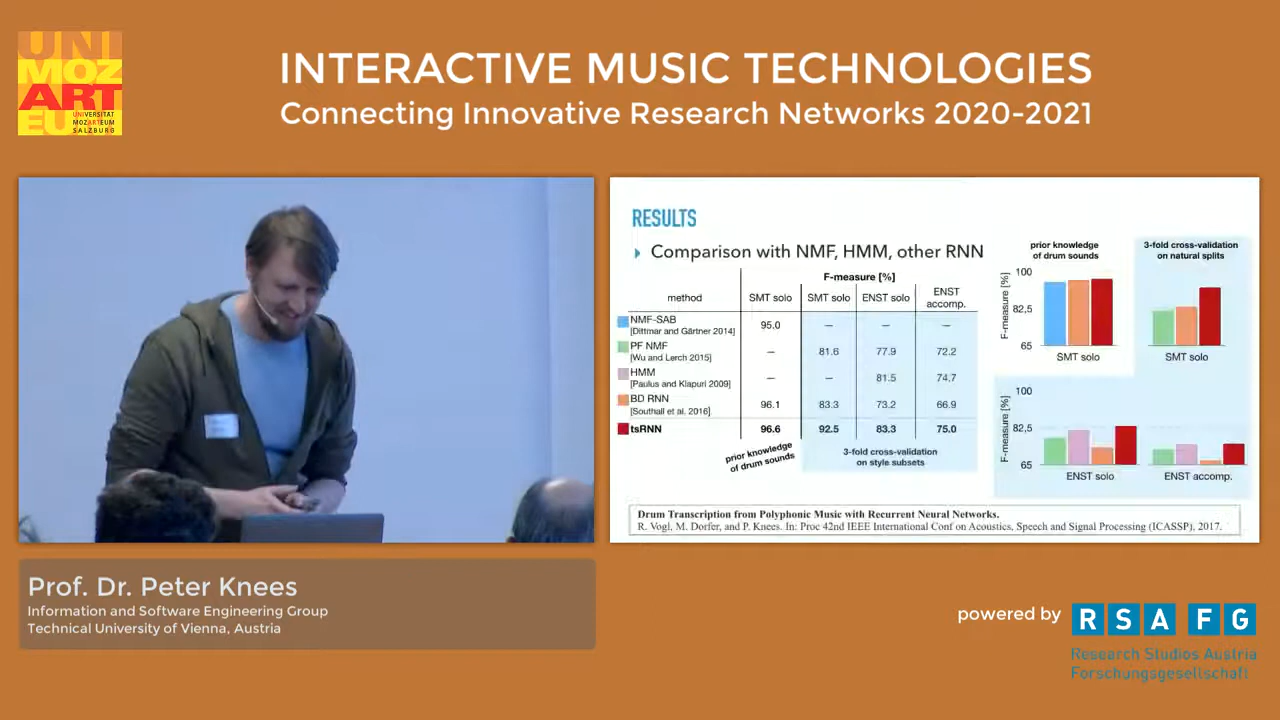 UNI
MOZ
ART
EU
UNIVERSITÄT
MOZARTEUM
SALZBURG
INTERACTIVE MUSIC TECHNOLOGIES
Connecting Innovative Research Networks 2020-2021
RESULTS
Comparison with NMF, HMM, other RNN
F-measure [%]
method SMT solo SMT solo ENST solo ENST accomp.
NMF-SAB [Dittmar and Gärtner 2014] 95.0 — — —
PF NMF [Wu and Lerch 2015] — 81.6 77.9 72.2
HMM [Paulus and Klapuri 2009] — — 81.5 74.7
BD RNN [Southall et al. 2016] 96.1 83.3 73.2 66.9
tsRNN 96.6 92.5 83.3 75.0
prior knowledge of drum sounds
3-fold cross-validation on style subsets
prior knowledge
of drum sounds
F-measure [%]
100
82,5
65
SMT solo
3-fold cross-validation
on natural splits
SMT solo
F-measure [%]
100
82,5
65
ENST solo
ENST accomp.
Drum Transcription from Polyphonic Music with Recurrent Neural Networks.
R. Vogl, M. Dorfer, and P. Knees. In: Proc 42nd IEEE International Conf on Acoustics, Speech and Signal Processing (ICASSP), 2017.
Prof. Dr. Peter Knees
Information and Software Engineering Group
Technical University of Vienna, Austria
powered by
RSA FG
Research Studios Austria
Forschungsgesellschaft